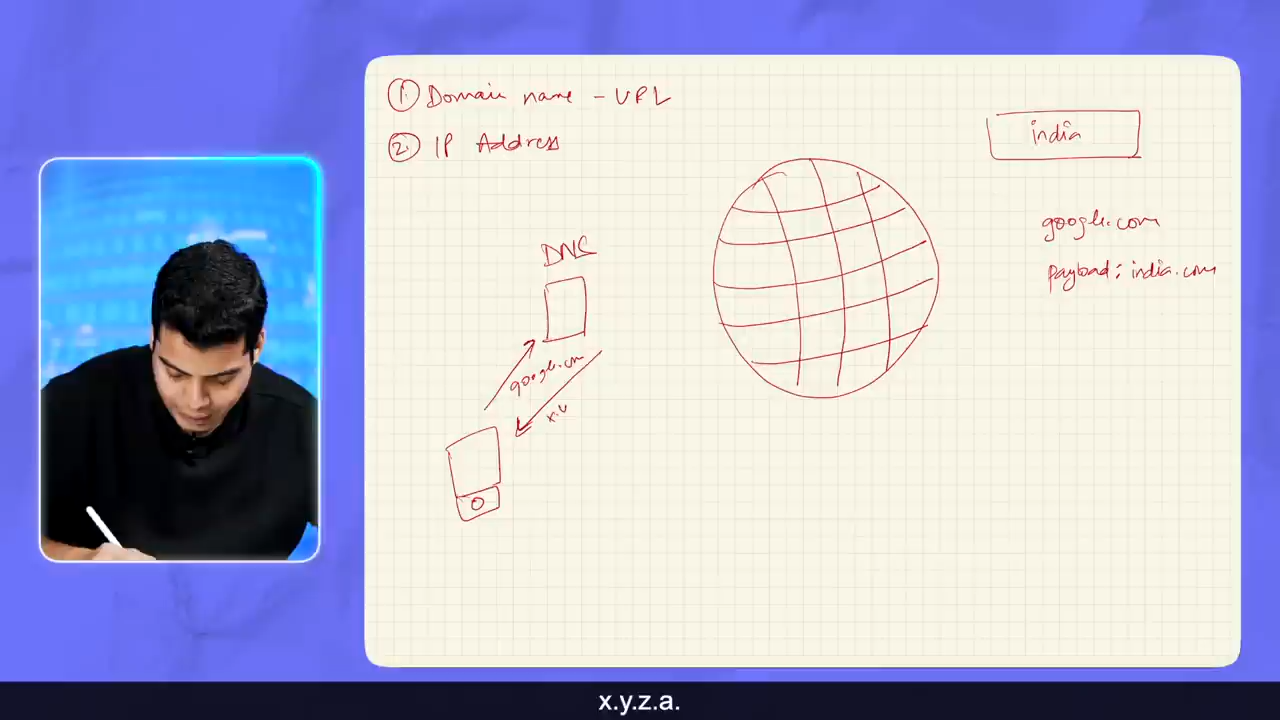 ① Domain name - URL
② IP Address
india
google.com
Payload: india.com
DNS
google.com
x.y
x.y.z.a.